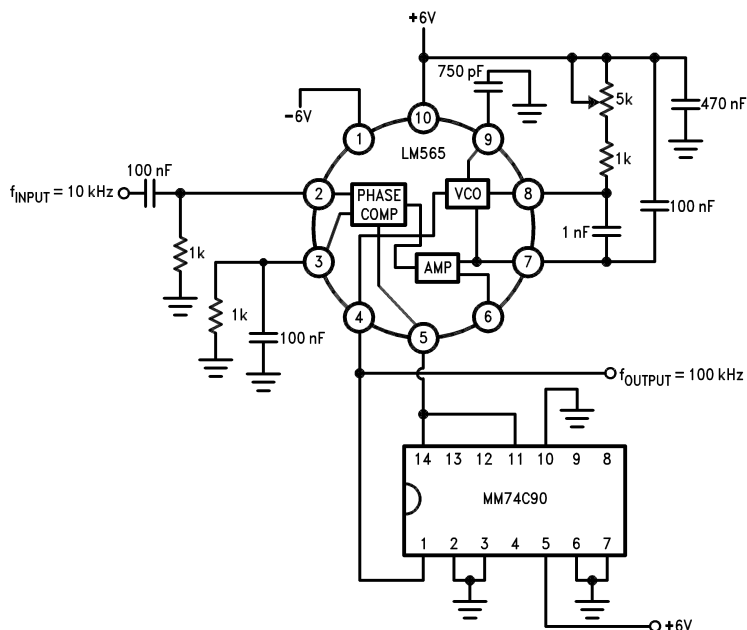 +6V
750 pF
-6V
10
9
1
5k
470 nF
LM565
1k
100 nF
fINPUT = 10 kHz
2
PHASE COMP
VCO
8
1 nF
100 nF
1k
3
AMP
7
1k
100 nF
4
5
6
fOUTPUT = 100 kHz
14 13 12 11 10 9 8
MM74C90
1 2 3 4 5 6 7
+6V